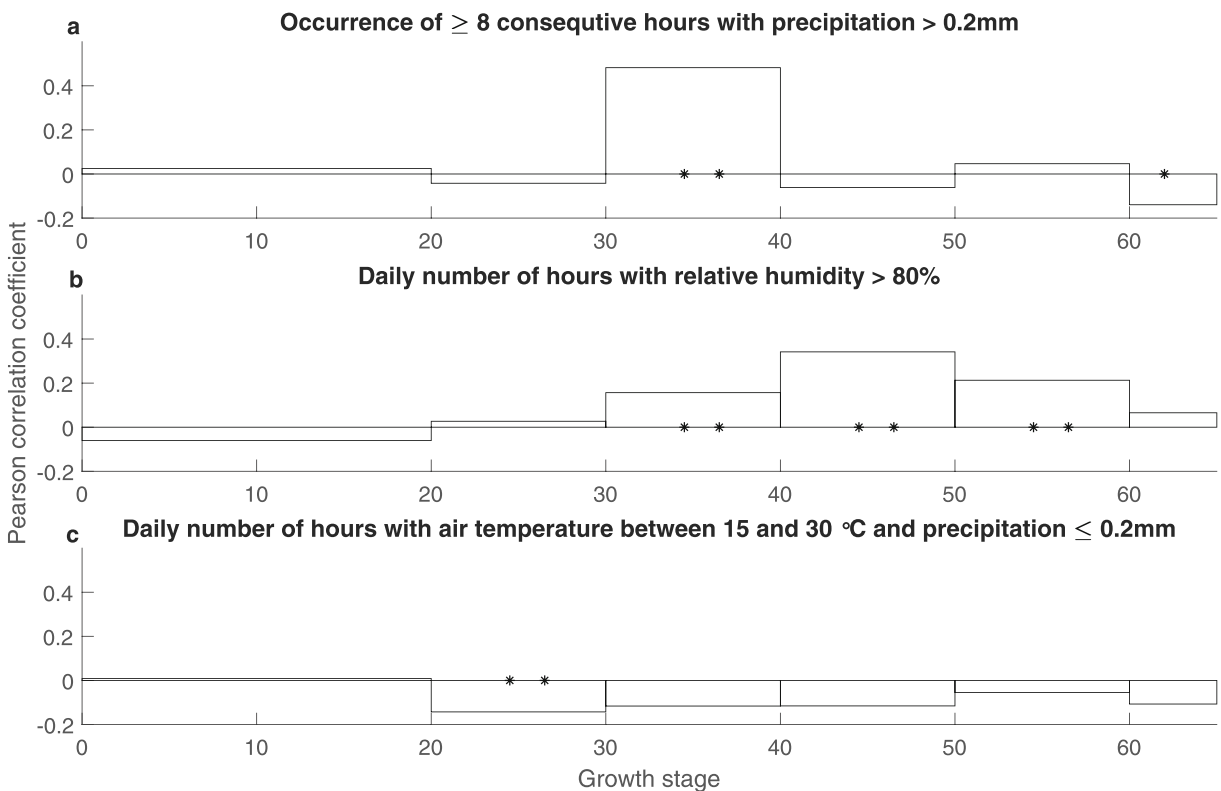 a
Occurrence of ≥ 8 consequtive hours with precipitation > 0.2mm
0.4
0.2
0
-0.2
0 10 20 30 40 50 60
* * *
b
Daily number of hours with relative humidity > 80%
0.4
0.2
0
-0.2
0 10 20 30 40 50 60
* * * * * *
c
Daily number of hours with air temperature between 15 and 30 °C and precipitation ≤ 0.2mm
0.4
0.2
0
-0.2
0 10 20 30 40 50 60
* *
Pearson correlation coefficient
Growth stage